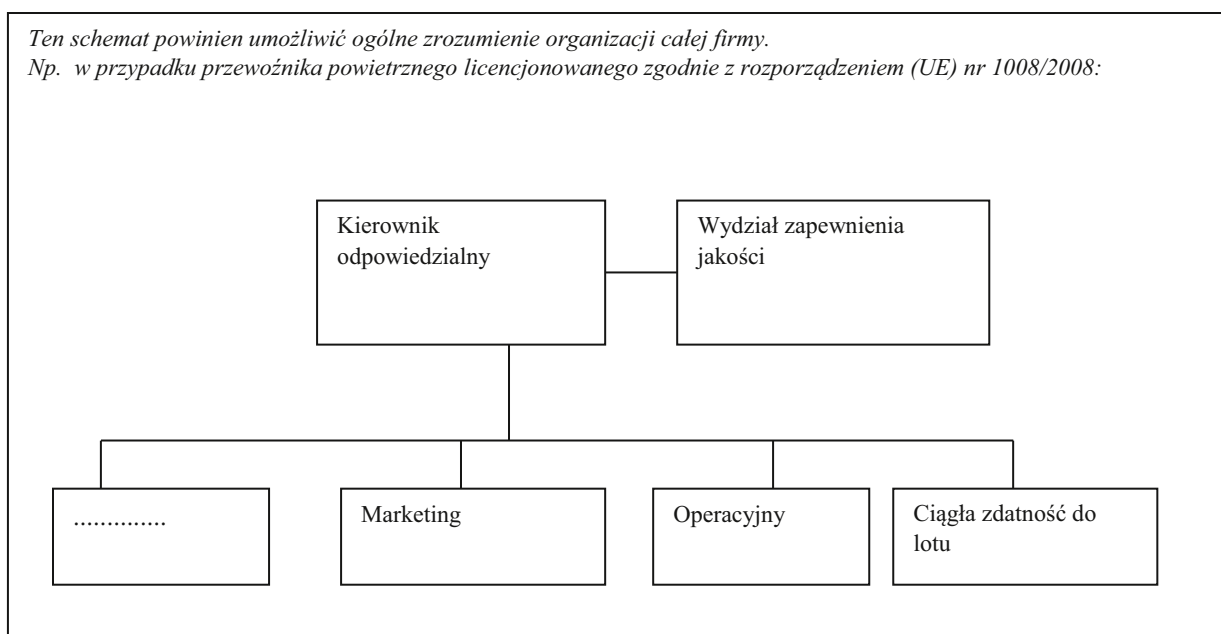 Ten schemat powinien umożliwić ogólne zrozumienie organizacji całej firmy.
Np. w przypadku przewoźnika powietrznego licencjonowanego zgodnie z rozporządzeniem (UE) nr 1008/2008:
Kierownik
odpowiedzialny
Wydział zapewnienia
jakości
..............
Marketing
Operacyjny
Ciągła zdatność do
lotu